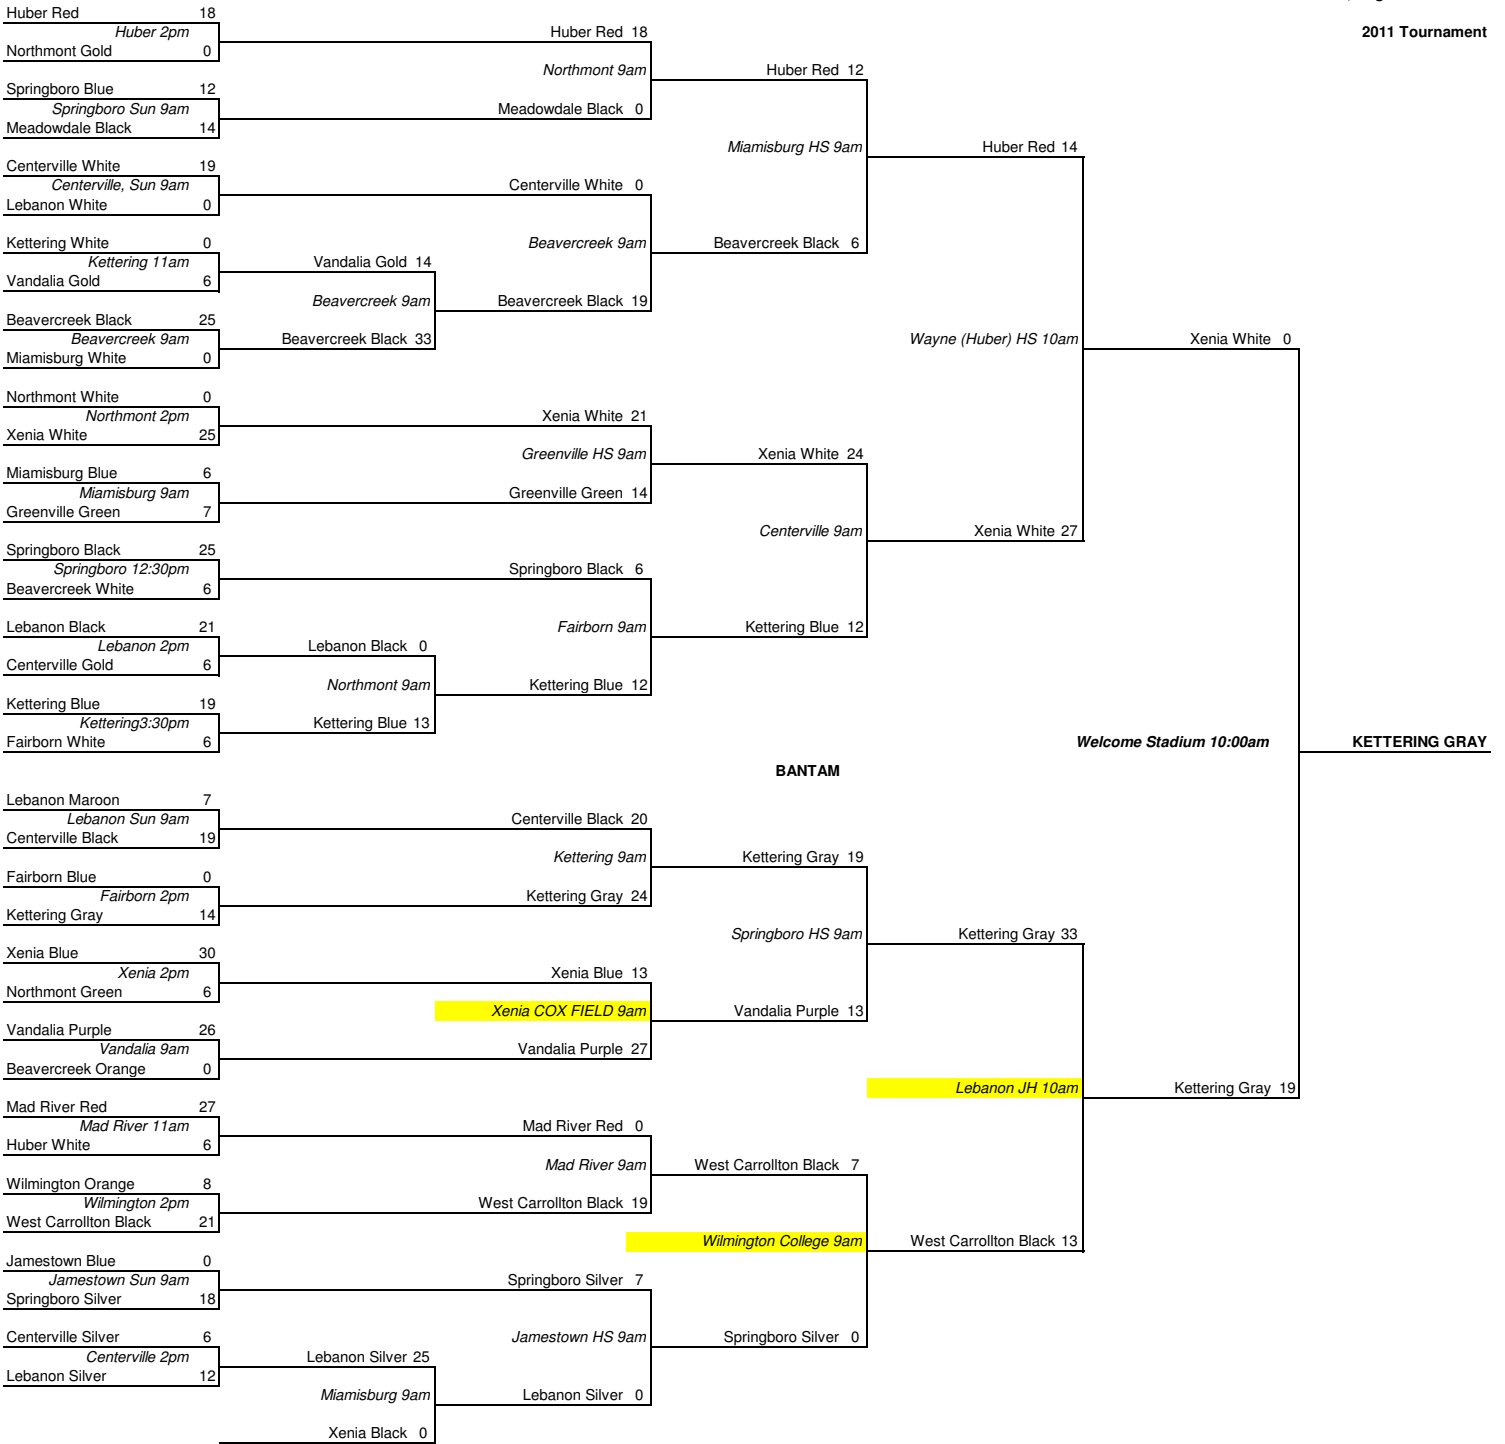 2011 Tournament
Huber Red 18
Huber 2pm
Northmont Gold 0
Huber Red 18
Northmont 9am
Huber Red 12
Springboro Blue 12
Springboro Sun 9am
Meadowdale Black 14
Meadowdale Black 0
Miamisburg HS 9am
Huber Red 14
Centerville White 19
Centerville, Sun 9am
Lebanon White 0
Centerville White 0
Beavercreek 9am
Beavercreek Black 6
Kettering White 0
Kettering 11am
Vandalia Gold 6
Vandalia Gold 14
Beavercreek 9am
Beavercreek Black 19
Beavercreek Black 25
Beavercreek 9am
Miamisburg White 0
Beavercreek Black 33
Wayne (Huber) HS 10am
Xenia White 0
Northmont White 0
Northmont 2pm
Xenia White 25
Xenia White 21
Greenville HS 9am
Xenia White 24
Miamisburg Blue 6
Miamisburg 9am
Greenville Green 7
Greenville Green 14
Centerville 9am
Xenia White 27
Springboro Black 25
Springboro 12:30pm
Beavercreek White 6
Springboro Black 6
Fairborn 9am
Kettering Blue 12
Lebanon Black 21
Lebanon 2pm
Centerville Gold 6
Lebanon Black 0
Northmont 9am
Kettering Blue 12
Kettering Blue 19
Kettering3:30pm
Fairborn White 6
Kettering Blue 13
Welcome Stadium 10:00am
KETTERING GRAY
BANTAM
Lebanon Maroon 7
Lebanon Sun 9am
Centerville Black 19
Centerville Black 20
Kettering 9am
Kettering Gray 19
Fairborn Blue 0
Fairborn 2pm
Kettering Gray 14
Kettering Gray 24
Springboro HS 9am
Kettering Gray 33
Xenia Blue 30
Xenia 2pm
Northmont Green 6
Xenia Blue 13
Xenia COX FIELD 9am
Vandalia Purple 13
Vandalia Purple 26
Vandalia 9am
Beavercreek Orange 0
Vandalia Purple 27
Lebanon JH 10am
Kettering Gray 19
Mad River Red 27
Mad River 11am
Huber White 6
Mad River Red 0
Mad River 9am
West Carrollton Black 7
Wilmington Orange 8
Wilmington 2pm
West Carrollton Black 21
West Carrollton Black 19
Wilmington College 9am
West Carrollton Black 13
Jamestown Blue 0
Jamestown Sun 9am
Springboro Silver 18
Springboro Silver 7
Jamestown HS 9am
Springboro Silver 0
Centerville Silver 6
Centerville 2pm
Lebanon Silver 12
Lebanon Silver 25
Miamisburg 9am
Lebanon Silver 0
Xenia Black 0